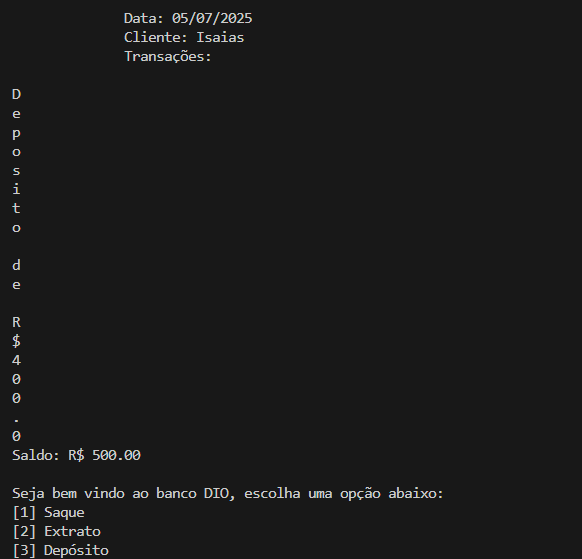 Data: 05/07/2025
Cliente: Isaias
Transações:
D
e
p
o
s
i
t
o
d
e
R
$
4
0
0
.
0
Saldo: R$ 500.00
Seja bem vindo ao banco DIO, escolha uma opção abaixo:
[1] Saque
[2] Extrato
[3] Depósito